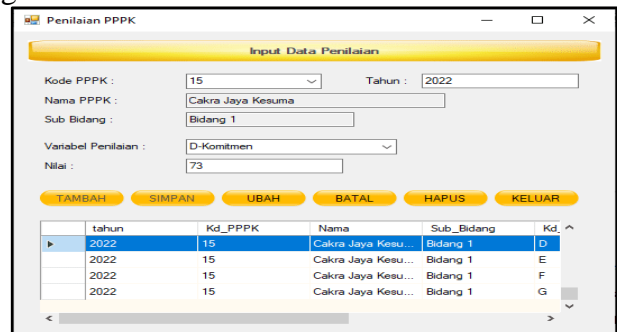 Penilaian PPPK
Input Data Penilaian
Kode PPPK : 15 Tahun : 2022
Nama PPPK : Cakra Jaya Kesuma
Sub Bidang : Bidang 1
Variabel Penilaian : D-Komitmen
Nilai : 73
TAMBAH SIMPAN UBAH BATAL HAPUS KELUAR
tahun Kd_PPPK Nama Sub_Bidang Kd_
2022 15 Cakra Jaya Kesu... Bidang 1 D
2022 15 Cakra Jaya Kesu... Bidang 1 E
2022 15 Cakra Jaya Kesu... Bidang 1 F
2022 15 Cakra Jaya Kesu... Bidang 1 G